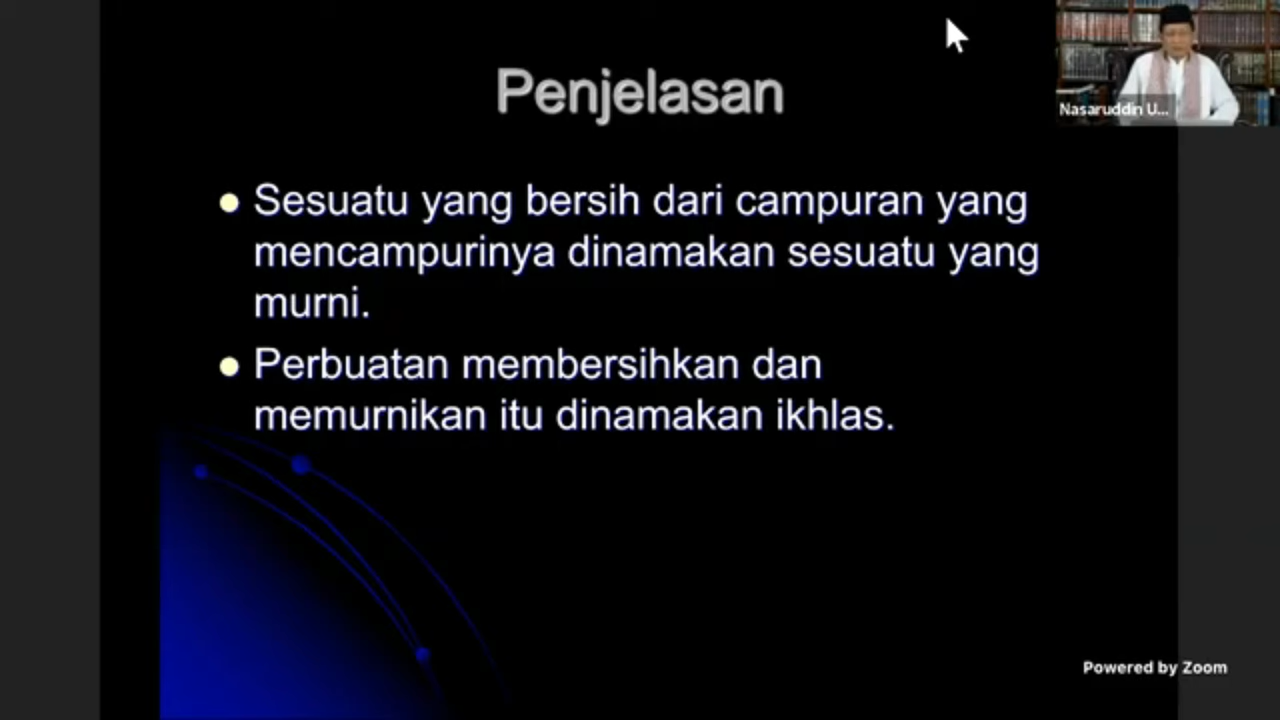 Penjelasan
Nasaruddin U...
• Sesuatu yang bersih dari campuran yang
mencampurinya dinamakan sesuatu yang
murni.
• Perbuatan membersihkan dan
memurnikan itu dinamakan ikhlas.
Powered by Zoom